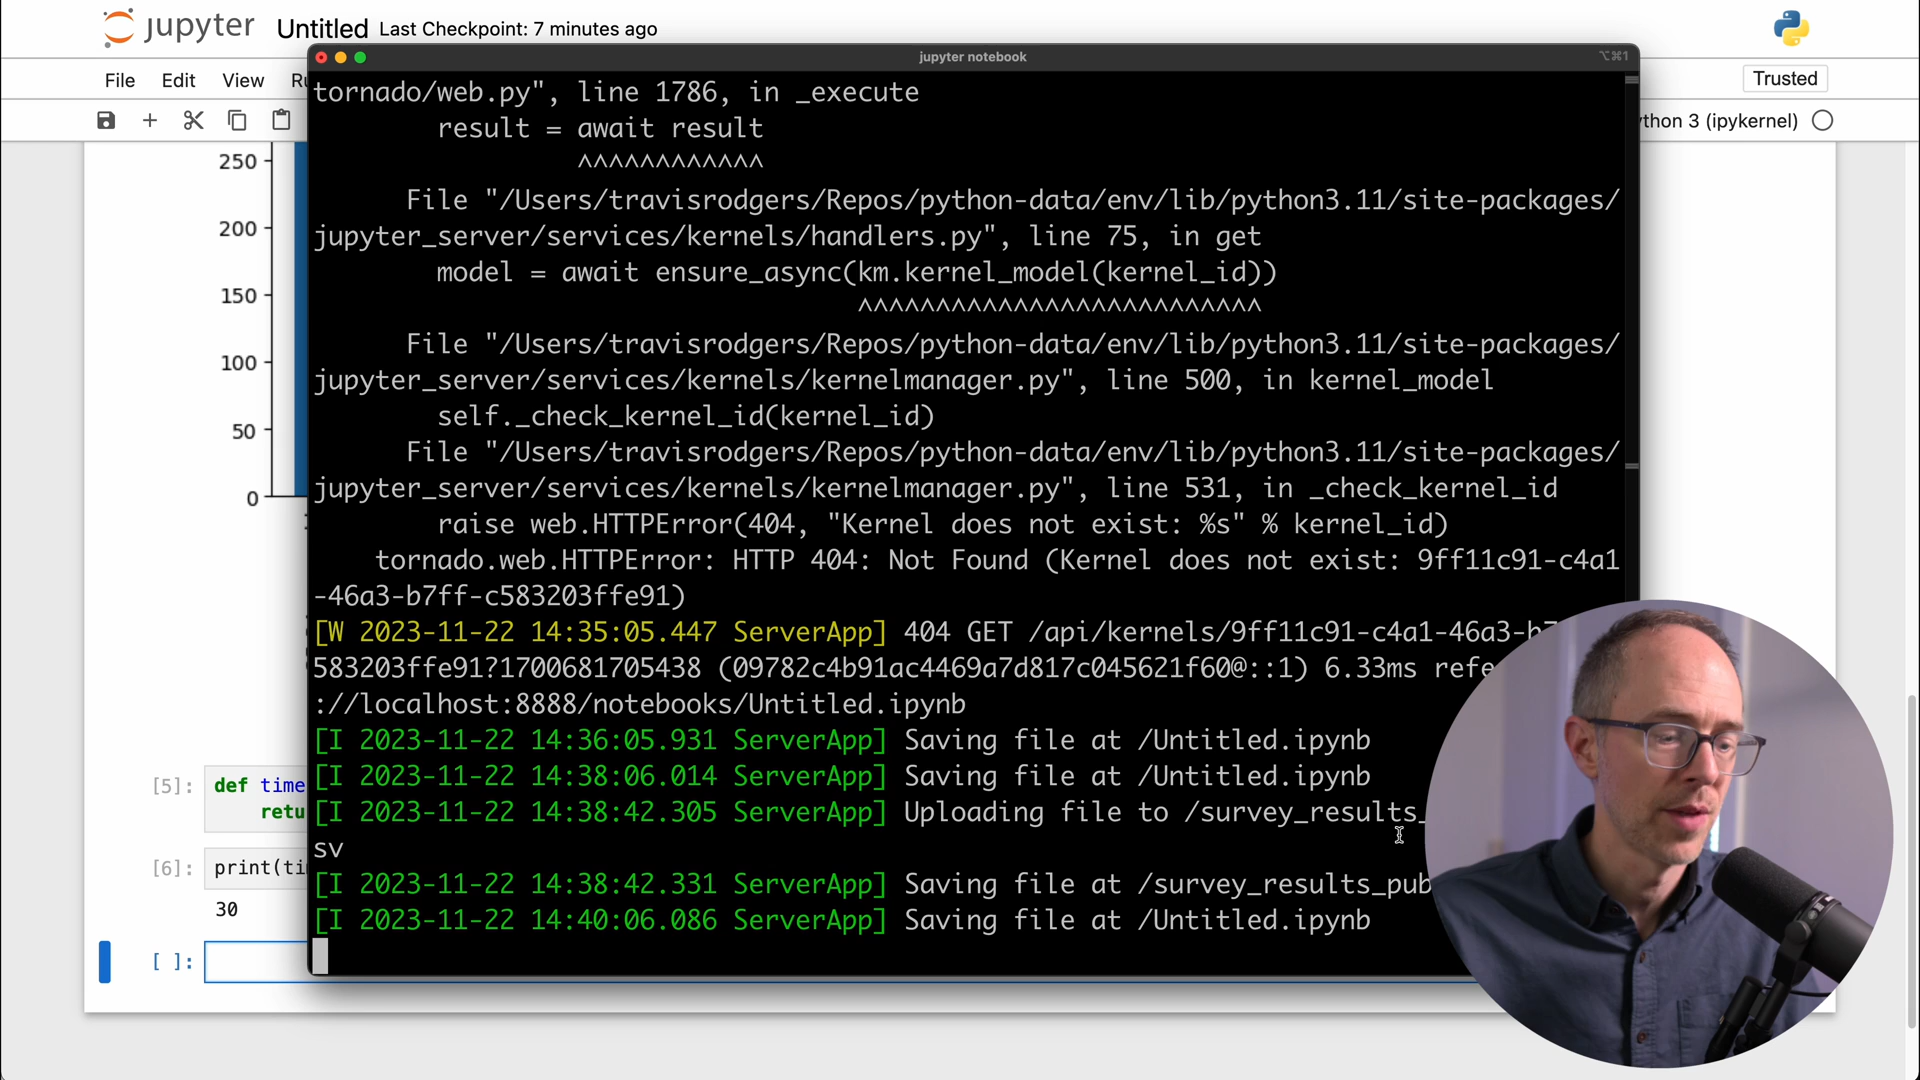 jupyter Untitled Last Checkpoint: 7 minutes ago
jupyter notebook
⌥⌘1
File Edit View
Trusted
thon 3 (ipykernel)
250
200
150
100
50
0
tornado/web.py", line 1786, in _execute
result = await result
^^^^^^^^^^^^
File "/Users/travisrodgers/Repos/python-data/env/lib/python3.11/site-packages/
jupyter_server/services/kernels/handlers.py", line 75, in get
model = await ensure_async(km.kernel_model(kernel_id))
^^^^^^^^^^^^^^^^^^^^^^^^^^
File "/Users/travisrodgers/Repos/python-data/env/lib/python3.11/site-packages/
jupyter_server/services/kernels/kernelmanager.py", line 500, in kernel_model
self._check_kernel_id(kernel_id)
File "/Users/travisrodgers/Repos/python-data/env/lib/python3.11/site-packages/
jupyter_server/services/kernels/kernelmanager.py", line 531, in _check_kernel_id
raise web.HTTPError(404, "Kernel does not exist: %s" % kernel_id)
tornado.web.HTTPError: HTTP 404: Not Found (Kernel does not exist: 9ff11c91-c4a1
-46a3-b7ff-c583203ffe91)
[W 2023-11-22 14:35:05.447 ServerApp] 404 GET /api/kernels/9ff11c91-c4a1-46a3-b7
583203ffe91?1700681705438 (09782c4b91ac4469a7d817c045621f60@::1) 6.33ms refe
://localhost:8888/notebooks/Untitled.ipynb
[I 2023-11-22 14:36:05.931 ServerApp] Saving file at /Untitled.ipynb
[I 2023-11-22 14:38:06.014 ServerApp] Saving file at /Untitled.ipynb
[I 2023-11-22 14:38:42.305 ServerApp] Uploading file to /survey_results_
sv
[I 2023-11-22 14:38:42.331 ServerApp] Saving file at /survey_results_pub
[I 2023-11-22 14:40:06.086 ServerApp] Saving file at /Untitled.ipynb
[5]: def time
retu
[6]: print(ti
30
[ ]: